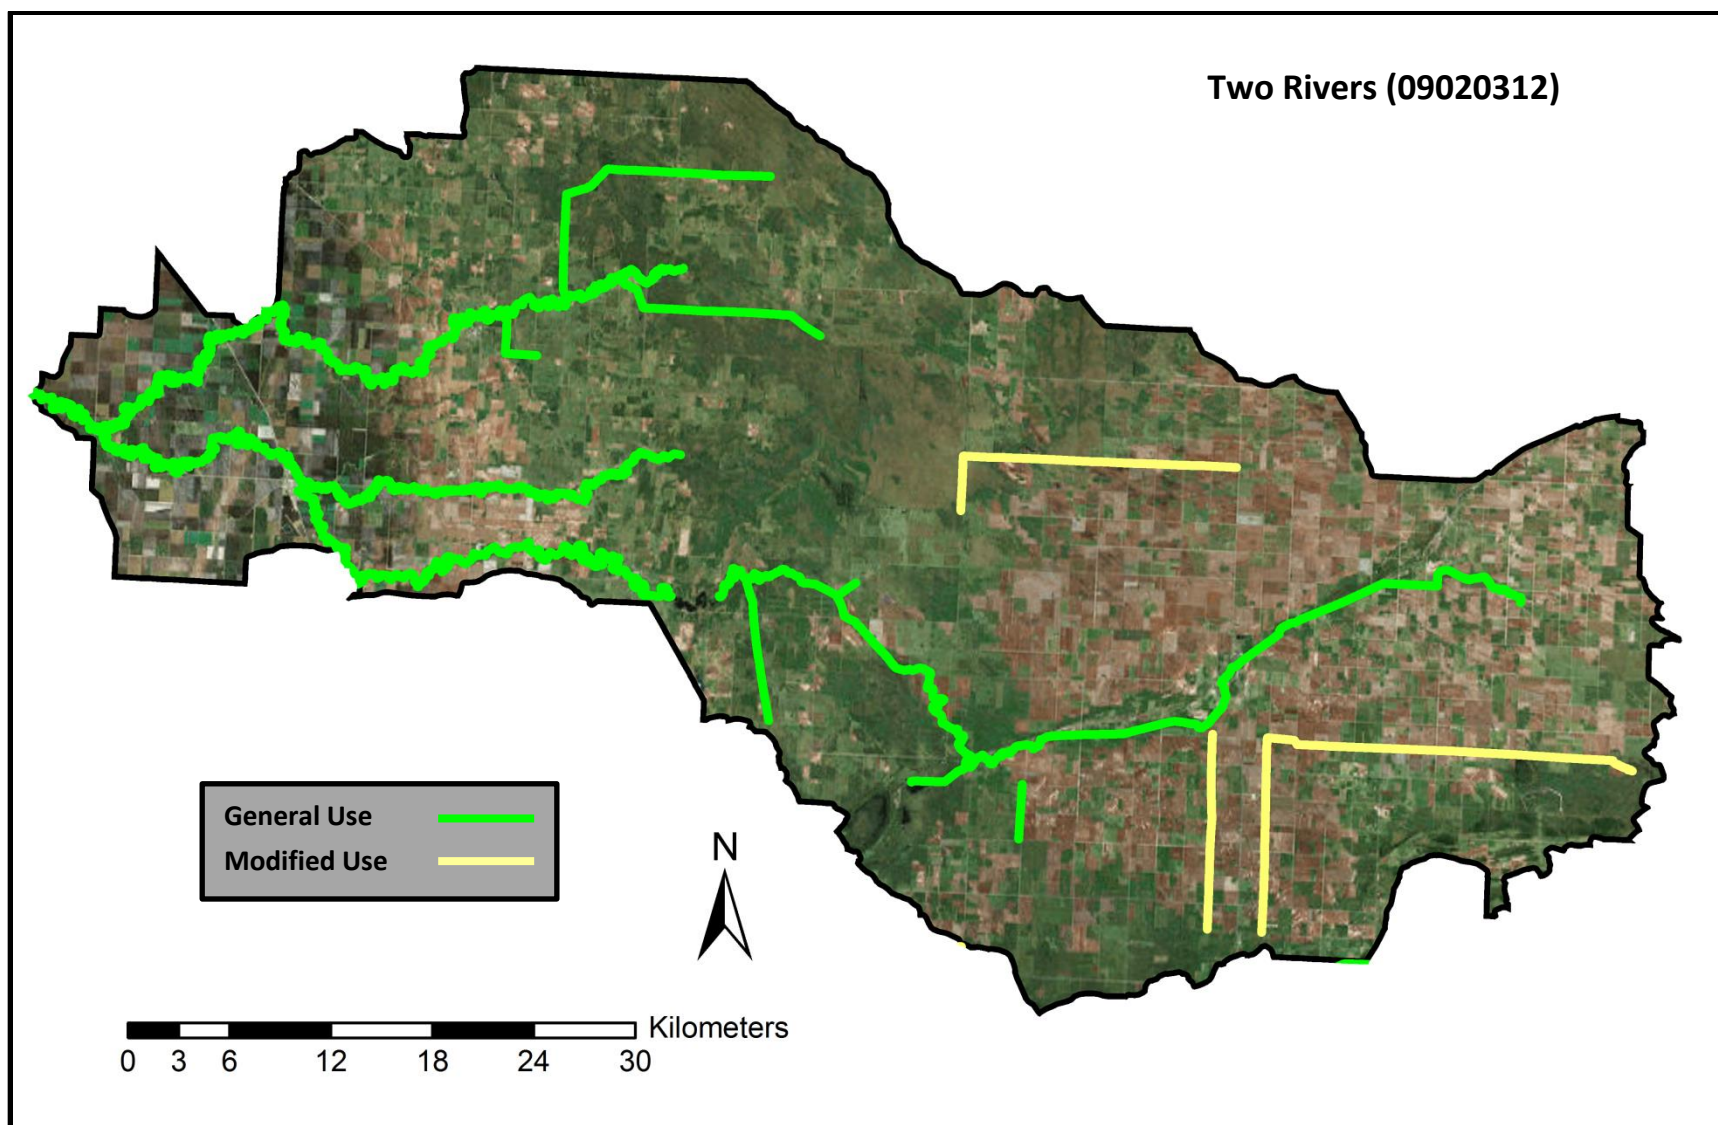 Two Rivers (09020312)
General Use
Modified Use
N
Kilometers
0 3 6 12 18 24 30